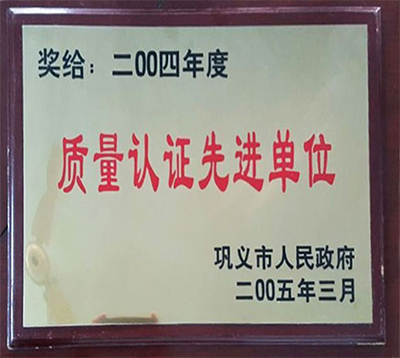 奖给：二00四年度
质量认证先进单位
巩义市人民政府
二00五年三月